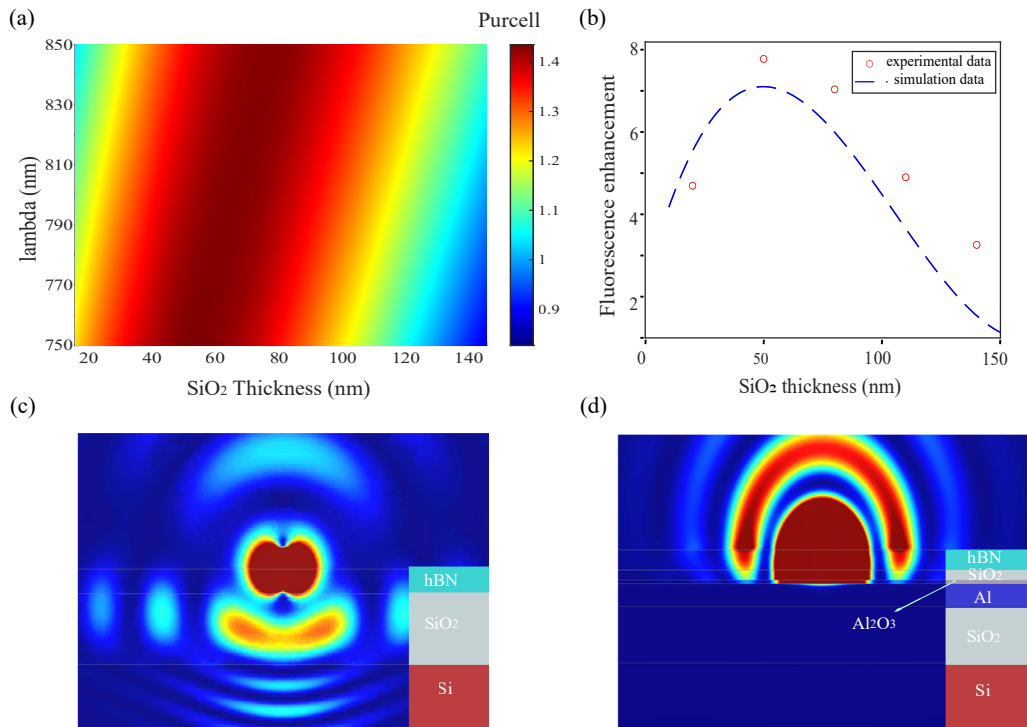 (a)
Purcell
850
830
810
790
770
750
lambda (nm)
16
40
60
80
100
120
140
SiO₂ Thickness (nm)
1.4
1.3
1.2
1.1
1
0.9
(b)
8
6
4
2
Fluorescence enhancement
experimental data
simulation data
0
50
100
150
SiO₂ thickness (nm)
(c)
hBN
SiO₂
Si
(d)
hBN
SiO₂
Al
Al₂O₃
SiO₂
Si